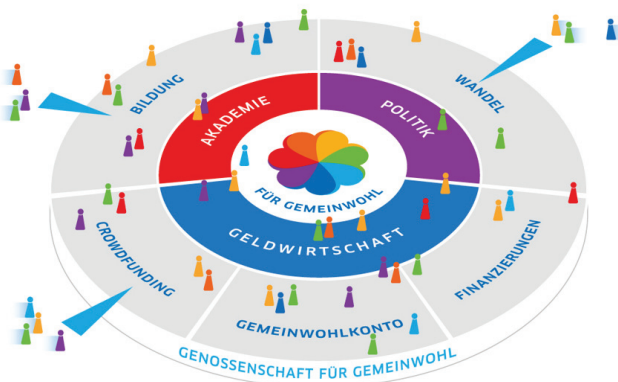 BILDUNG
WANDEL
AKADEMIE
POLITIK
FÜR GEMEINWOHL
GELDWIRTSCHAFT
CROWDFUNDING
FINANZIERUNGEN
GEMEINWOHLKONTO
GENOSSENSCHAFT FÜR GEMEINWOHL